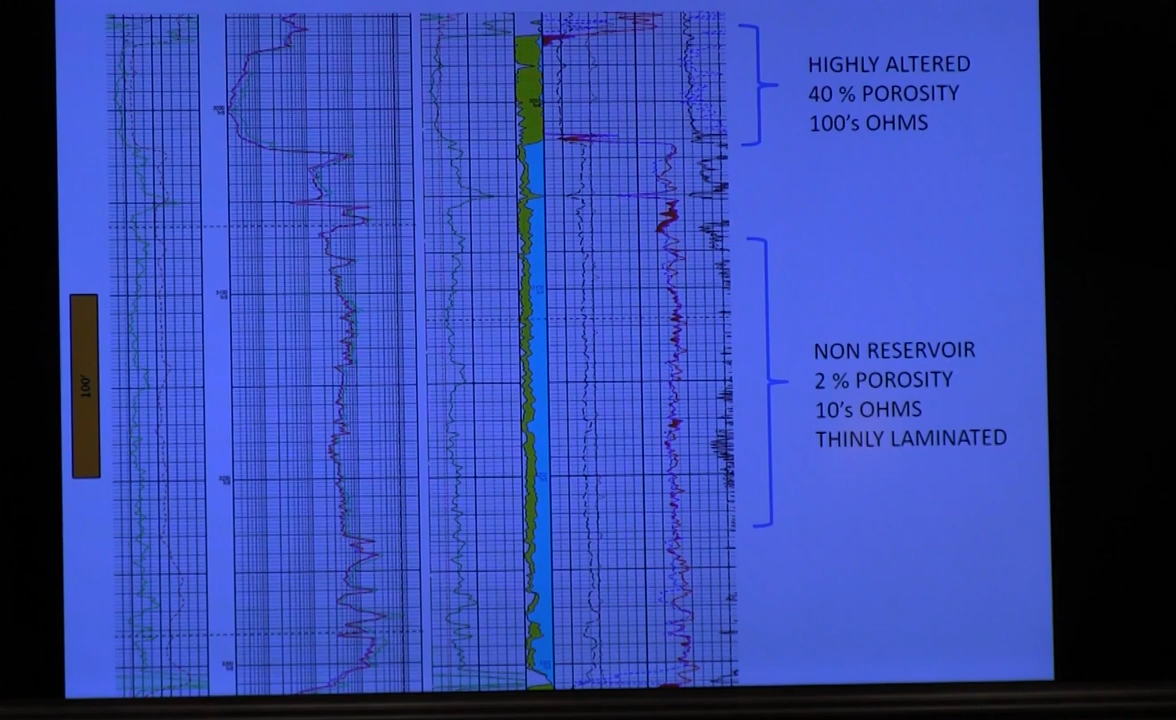 HIGHLY ALTERED
40 % POROSITY
100's OHMS
100'
NON RESERVOIR
2 % POROSITY
10's OHMS
THINLY LAMINATED